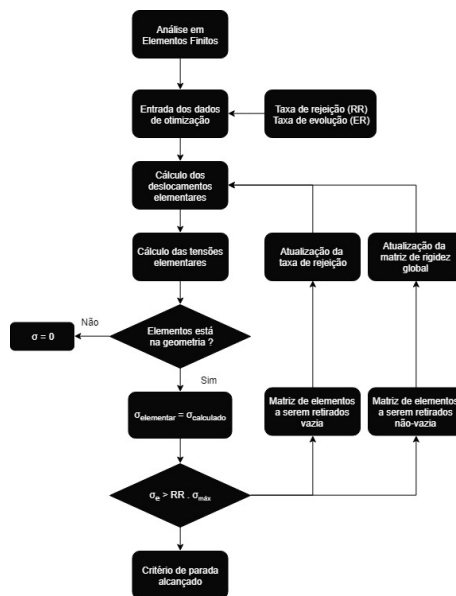 Análise em
Elementos Finitos
Entrada dos dados
de otimização
Taxa de rejeição (RR)
Taxa de evolução (ER)
Cálculo dos
deslocamentos
elementares
Cálculo das tensões
elementares
Atualização da
taxa de rejeição
Atualização da
matriz de rigidez
global
Elementos está
na geometria ?
Não
σ = 0
Sim
σelementar = σcalculado
Matriz de elementos
a serem retirados
vazia
Matriz de elementos
a serem retirados
não-vazia
σe > RR . σmáx
Critério de parada
alcançado